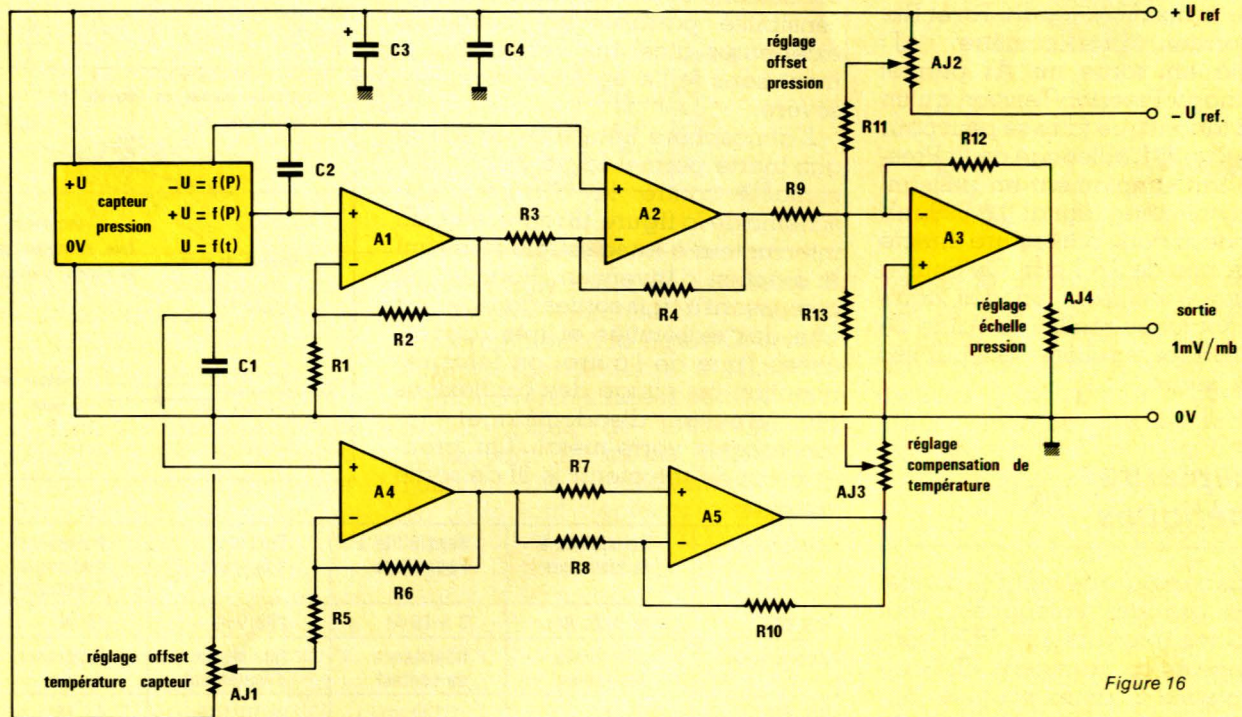 + U ref
C3
C4
+
réglage
offset
pression
AJ2
R11
− U ref.
R12
+U
capteur
pression
0V
−U = f(P)
+U = f(P)
U = f(t)
C2
+
A1
−
R3
+
A2
−
R9
−
A3
+
R4
R13
R2
R1
C1
réglage
échelle
pression
AJ4
sortie
1mV/mb
0V
+
A4
−
R7
R8
+
A5
−
AJ3
réglage
compensation de
température
R6
R5
R10
réglage offset
température capteur
AJ1
Figure 16